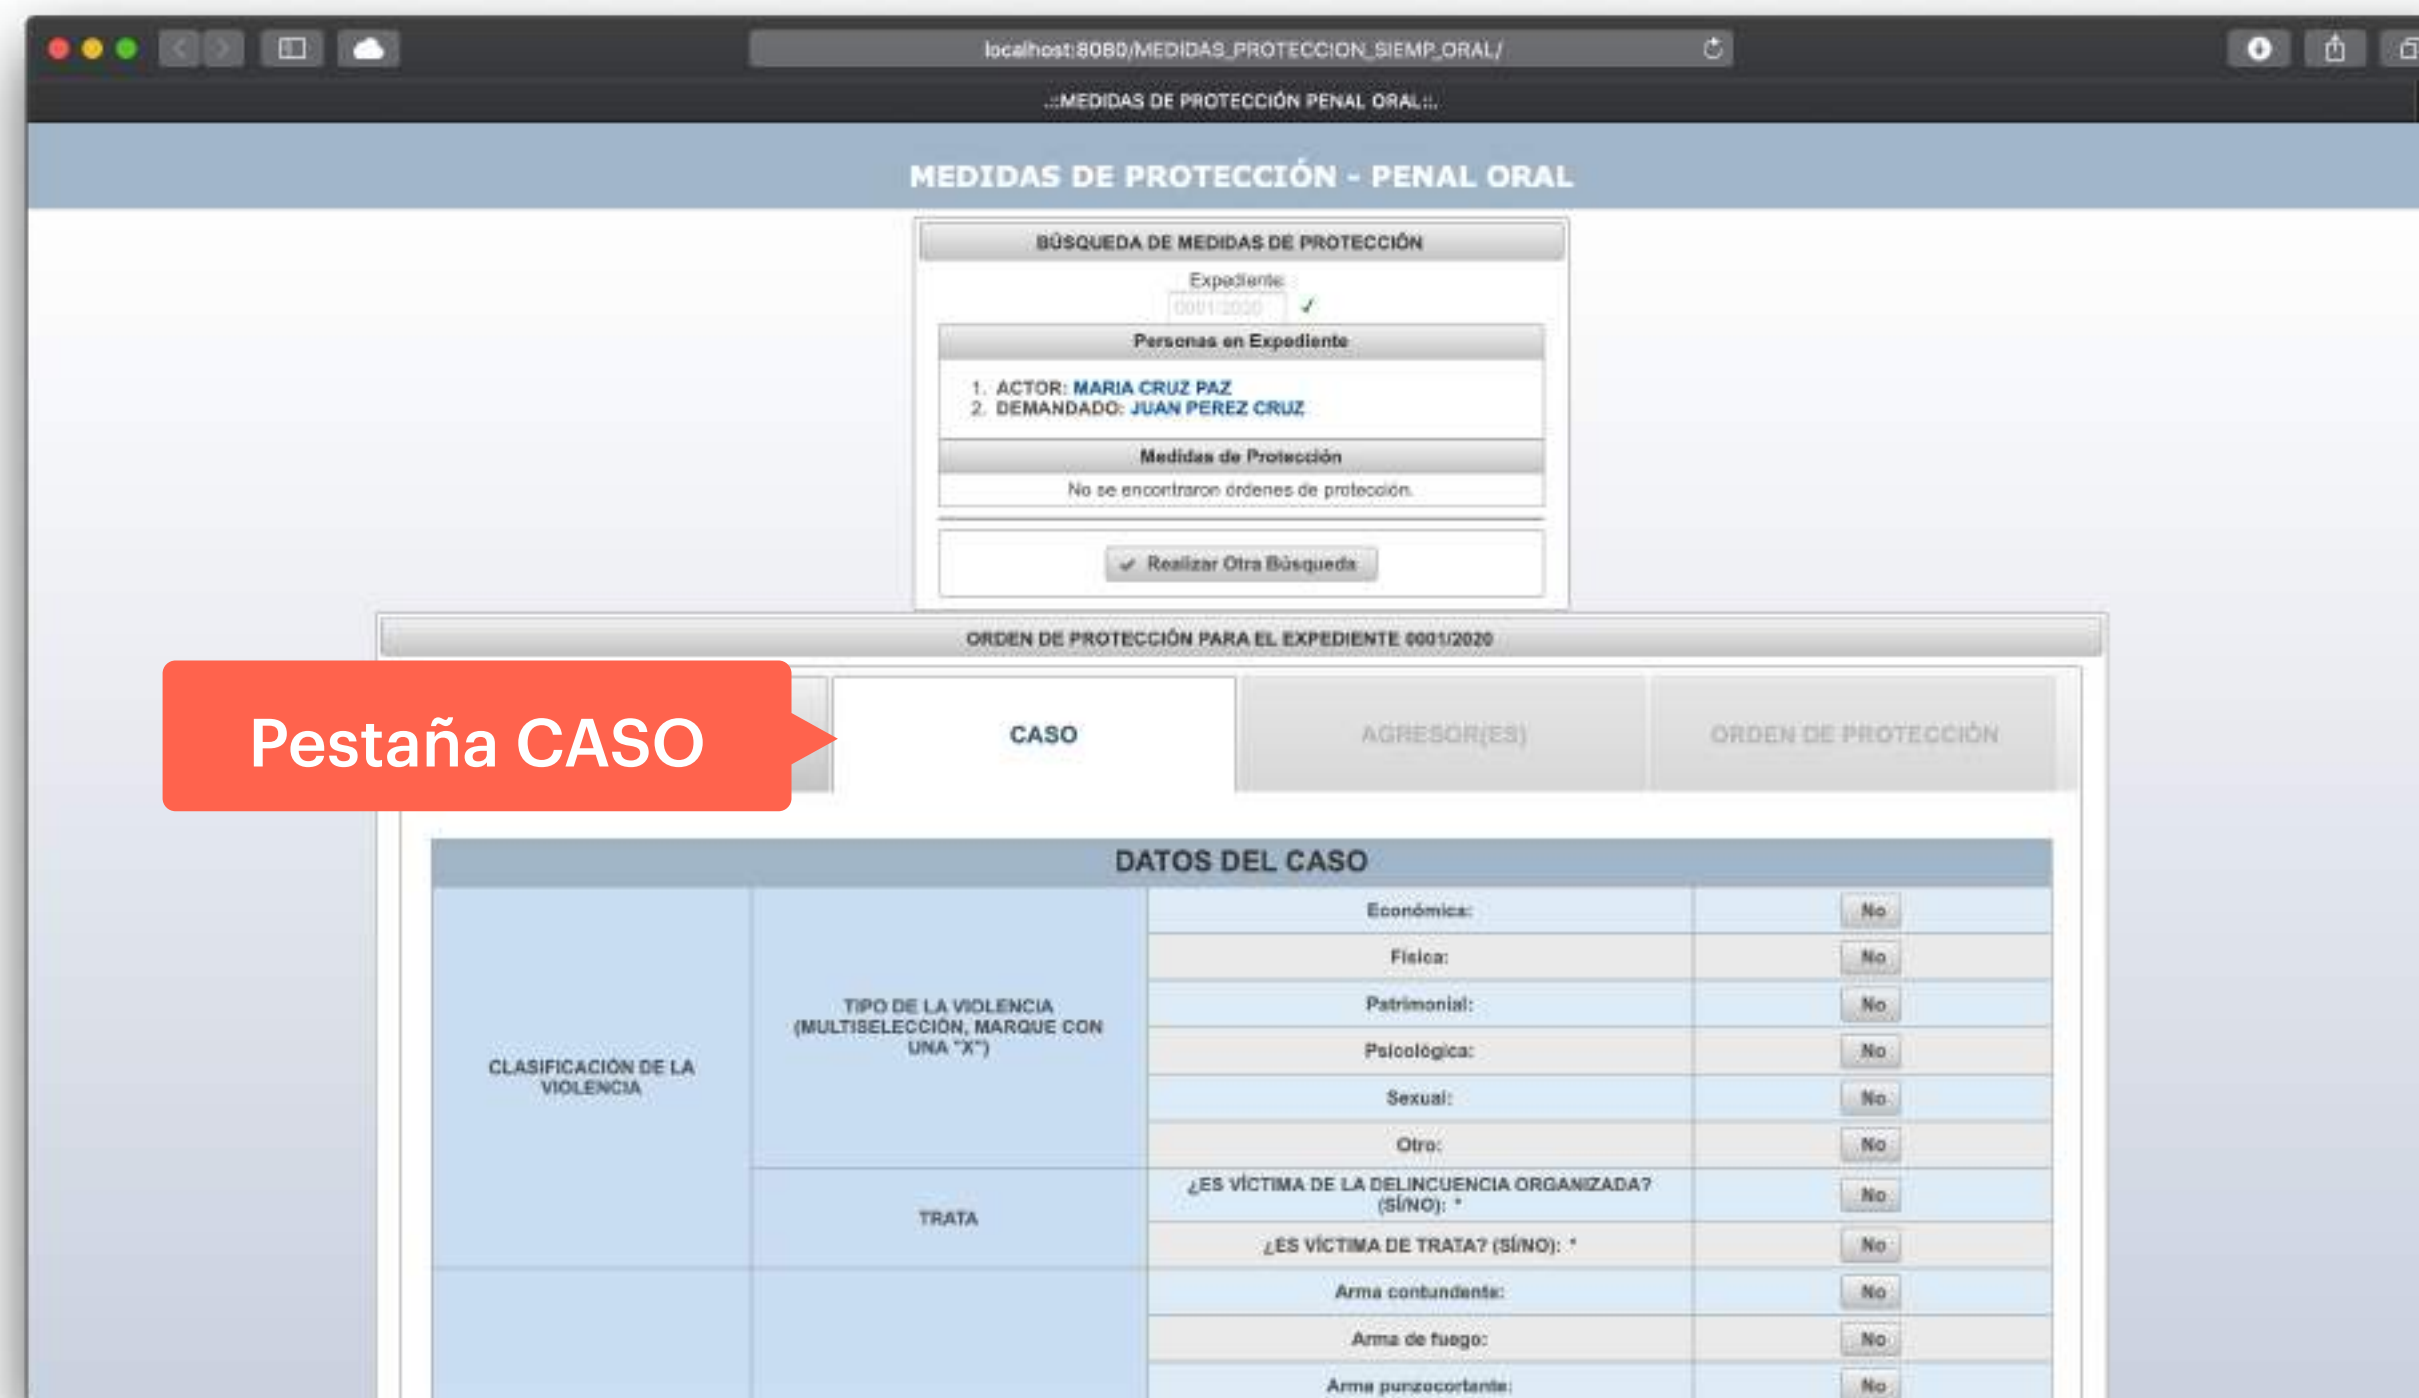 localhost:8080/MEDIDAS_PROTECCION_SIEMP_ORAL/
.::MEDIDAS DE PROTECCIÓN PENAL ORAL::.
MEDIDAS DE PROTECCIÓN - PENAL ORAL
BÚSQUEDA DE MEDIDAS DE PROTECCIÓN
Expediente:
0001/2020
Personas en Expediente
1. ACTOR: MARIA CRUZ PAZ
2. DEMANDADO: JUAN PEREZ CRUZ
Medidas de Protección
No se encontraron órdenes de protección.
Realizar Otra Búsqueda
ORDEN DE PROTECCIÓN PARA EL EXPEDIENTE 0001/2020
Pestaña CASO
CASO
AGRESOR(ES)
ORDEN DE PROTECCIÓN
DATOS DEL CASO
CLASIFICACIÓN DE LA
VIOLENCIA
TIPO DE LA VIOLENCIA
(MULTISELECCIÓN, MARQUE CON
UNA "X")
Económica: No
Física: No
Patrimonial: No
Psicológica: No
Sexual: No
Otro: No
TRATA
¿ES VÍCTIMA DE LA DELINCUENCIA ORGANIZADA?
(SÍ/NO): * No
¿ES VÍCTIMA DE TRATA? (SÍ/NO): * No
Arma contundente: No
Arma de fuego: No
Arma punzocortante: No